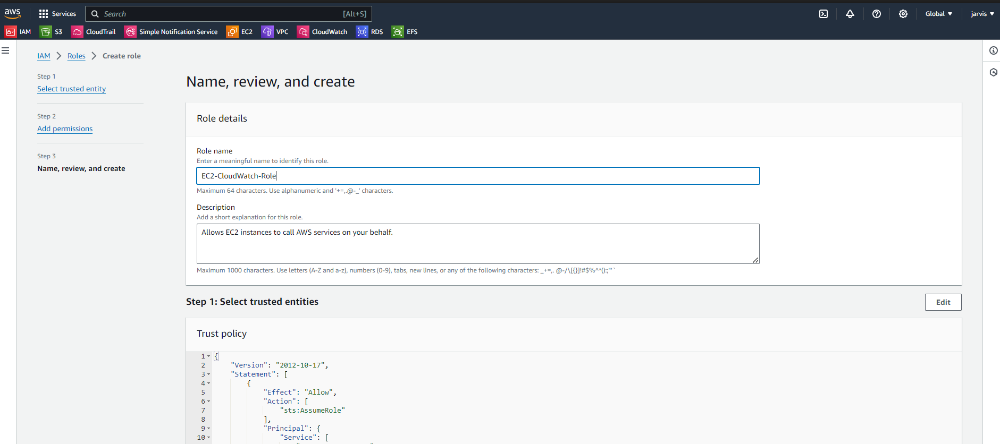 aws
Services
Search
[Alt+S]
Global
jarvis
IAM
S3
CloudTrail
Simple Notification Service
EC2
VPC
CloudWatch
RDS
EFS
IAM
Roles
Create role
Step 1
Select trusted entity
Step 2
Add permissions
Step 3
Name, review, and create
Name, review, and create
Role details
Role name
Enter a meaningful name to identify this role.
EC2-CloudWatch-Role
Maximum 64 characters. Use alphanumeric and '+=,.@-_' characters.
Description
Add a short explanation for this role.
Allows EC2 instances to call AWS services on your behalf.
Maximum 1000 characters. Use letters (A-Z and a-z), numbers (0-9), tabs, new lines, or any of the following characters: _+=,. @-/\[{}]!#$%^*();:"'`
Step 1: Select trusted entities
Edit
Trust policy
1 {
2 "Version": "2012-10-17",
3 "Statement": [
4 {
5 "Effect": "Allow",
6 "Action": [
7 "sts:AssumeRole"
8 ],
9 "Principal": {
10 "Service": [